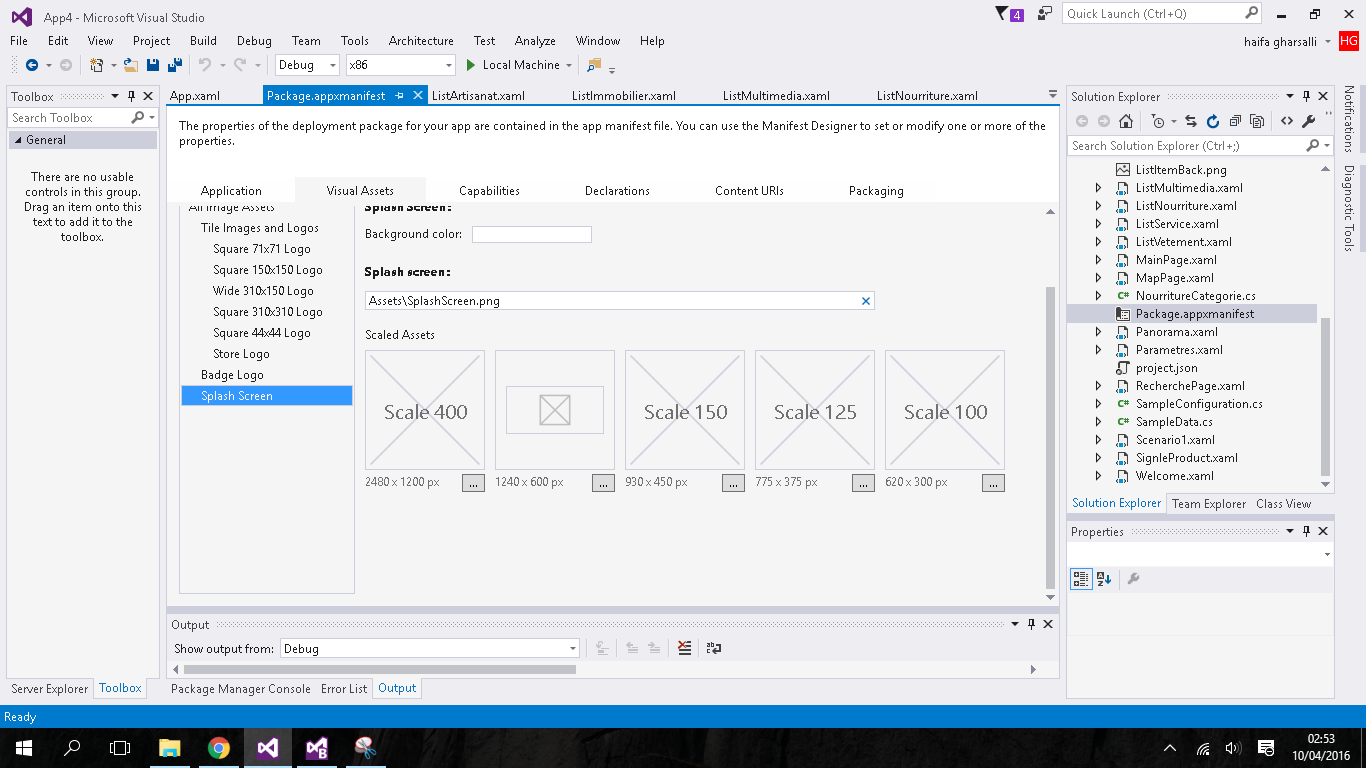 App4 - Microsoft Visual Studio
4
Quick Launch (Ctrl+Q)
File Edit View Project Build Debug Team Tools Architecture Test Analyze Window Help
haifa gharsalli
HG
Debug x86 Local Machine
Toolbox
Search Toolbox
General
There are no usable
controls in this group.
Drag an item onto this
text to add it to the
toolbox.
App.xaml Package.appxmanifest ListArtisanat.xaml ListImmobilier.xaml ListMultimedia.xaml ListNourriture.xaml
The properties of the deployment package for your app are contained in the app manifest file. You can use the Manifest Designer to set or modify one or more of the
properties.
Application Visual Assets Capabilities Declarations Content URIs Packaging
All Image Assets
Tile Images and Logos
Square 71x71 Logo
Square 150x150 Logo
Wide 310x150 Logo
Square 310x310 Logo
Square 44x44 Logo
Store Logo
Badge Logo
Splash Screen
Splash Screen:
Background color:
Splash screen:
Assets\SplashScreen.png
Scaled Assets
Scale 400 Scale 150 Scale 125 Scale 100
2480 x 1200 px ... 1240 x 600 px ... 930 x 450 px ... 775 x 375 px ... 620 x 300 px ...
Output
Show output from: Debug
Server Explorer Toolbox
Package Manager Console Error List Output
Solution Explorer
Search Solution Explorer (Ctrl+;)
ListItemBack.png
ListMultimedia.xaml
ListNourriture.xaml
ListService.xaml
ListVetement.xaml
MainPage.xaml
MapPage.xaml
C# NourritureCategorie.cs
Package.appxmanifest
Panorama.xaml
Parametres.xaml
project.json
RecherchePage.xaml
C# SampleConfiguration.cs
C# SampleData.cs
Scenario1.xaml
SignleProduct.xaml
Welcome.xaml
Solution Explorer Team Explorer Class View
Properties
Notifications
Diagnostic Tools
Ready
02:53
10/04/2016